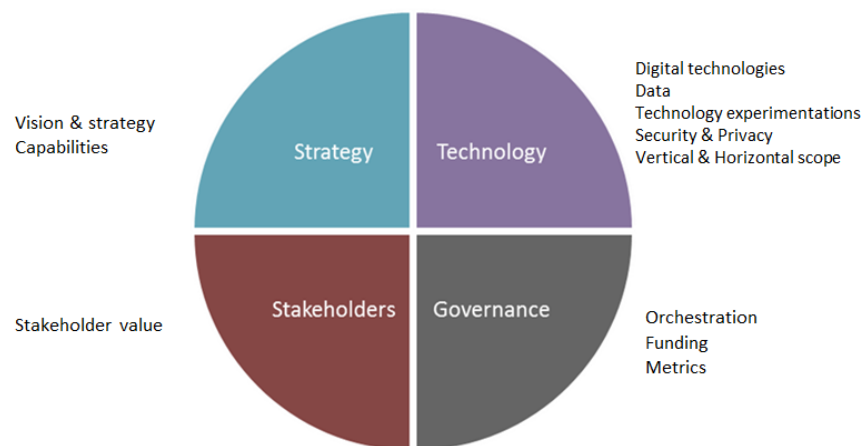 Vision & strategy
Capabilities
Strategy
Technology
Digital technologies
Data
Technology experimentations
Security & Privacy
Vertical & Horizontal scope
Stakeholder value
Stakeholders
Governance
Orchestration
Funding
Metrics